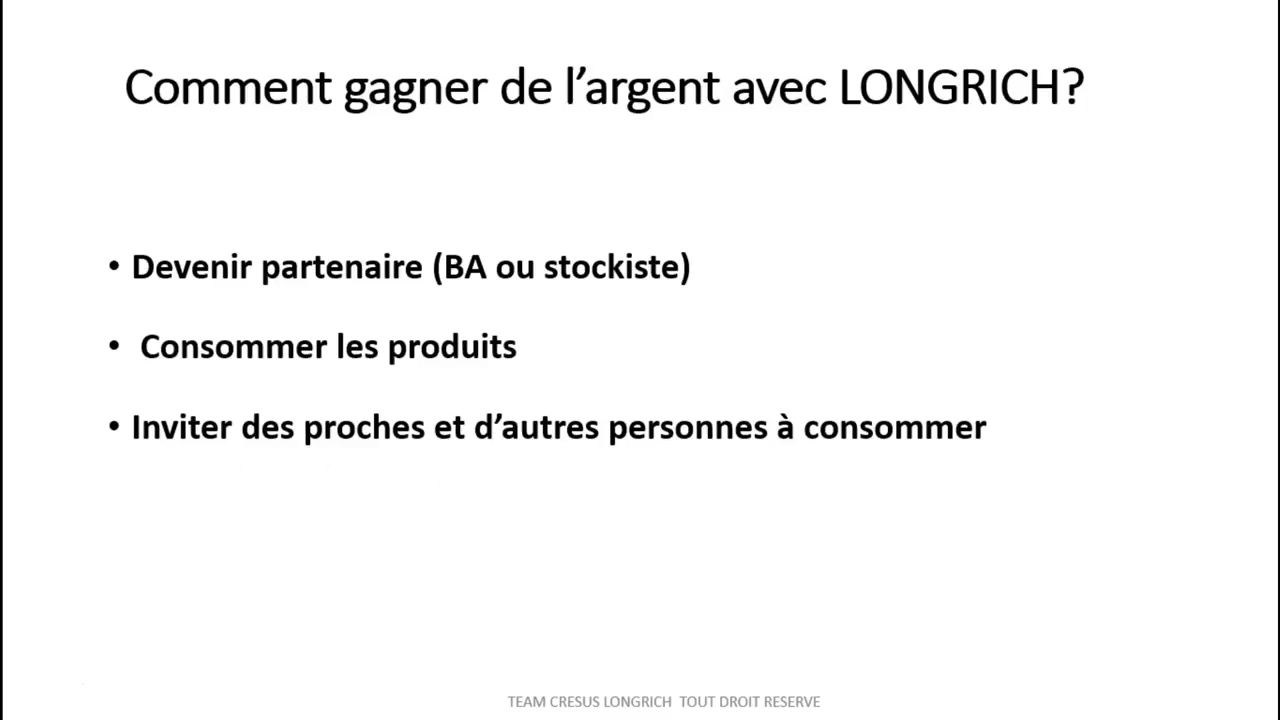 Comment gagner de l’argent avec LONGRICH?
• Devenir partenaire (BA ou stockiste)
• Consommer les produits
• Inviter des proches et d’autres personnes à consommer
TEAM CRESUS LONGRICH TOUT DROIT RESERVE